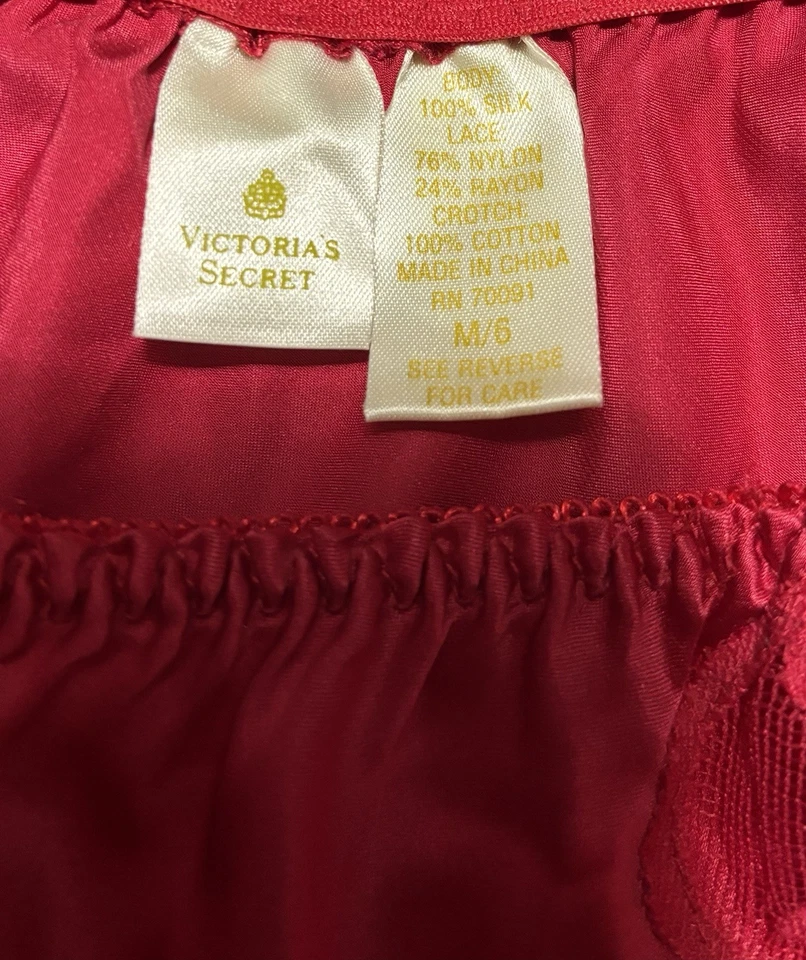 VICTORIA'S
SECRET
BODY:
100% SILK
LACE
76% NYLON
24% RAYON
CROTCH:
100% COTTON
MADE IN CHINA
RN 70091
M/6
SEE REVERSE
FOR CARE